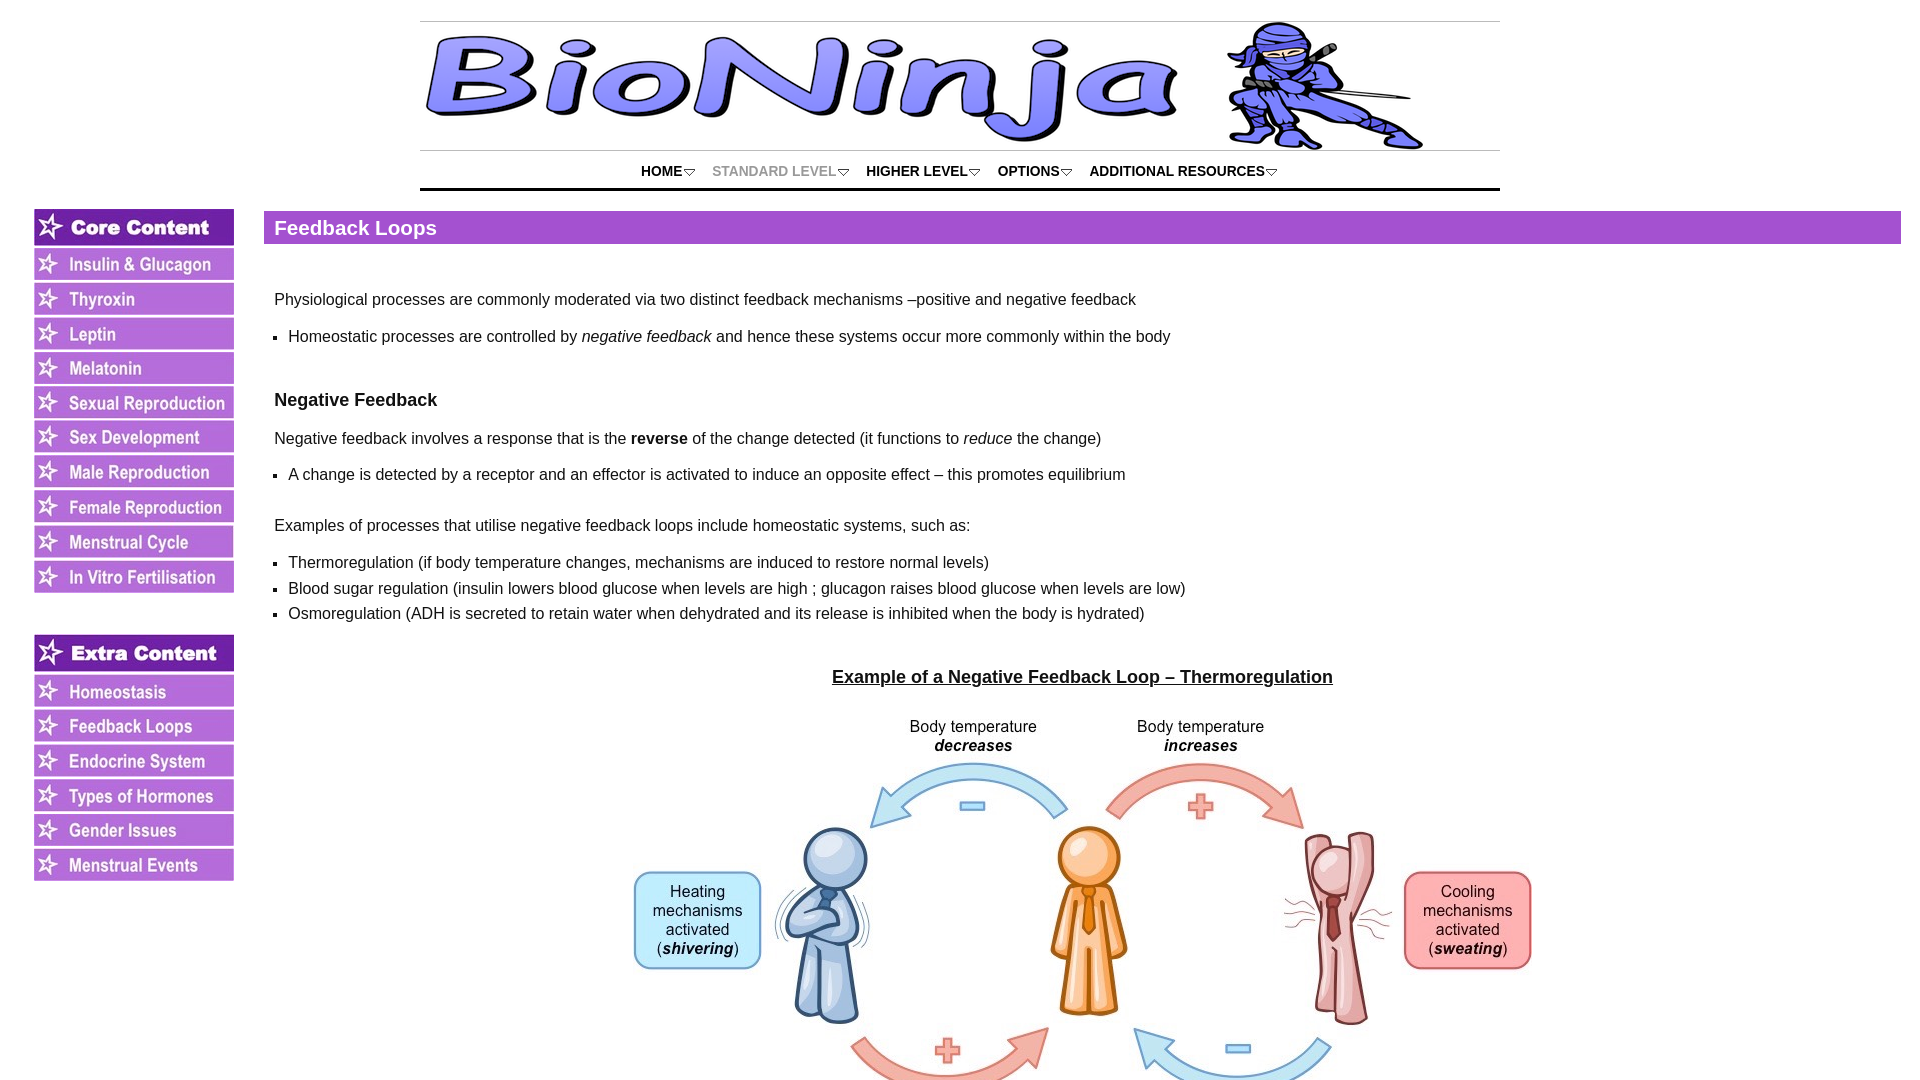 BioNinja
HOME STANDARD LEVEL HIGHER LEVEL OPTIONS ADDITIONAL RESOURCES
Core Content
Insulin & Glucagon
Thyroxin
Leptin
Melatonin
Sexual Reproduction
Sex Development
Male Reproduction
Female Reproduction
Menstrual Cycle
In Vitro Fertilisation
Extra Content
Homeostasis
Feedback Loops
Endocrine System
Types of Hormones
Gender Issues
Menstrual Events
Feedback Loops
Physiological processes are commonly moderated via two distinct feedback mechanisms –positive and negative feedback
Homeostatic processes are controlled by negative feedback and hence these systems occur more commonly within the body
Negative Feedback
Negative feedback involves a response that is the reverse of the change detected (it functions to reduce the change)
A change is detected by a receptor and an effector is activated to induce an opposite effect – this promotes equilibrium
Examples of processes that utilise negative feedback loops include homeostatic systems, such as:
Thermoregulation (if body temperature changes, mechanisms are induced to restore normal levels)
Blood sugar regulation (insulin lowers blood glucose when levels are high ; glucagon raises blood glucose when levels are low)
Osmoregulation (ADH is secreted to retain water when dehydrated and its release is inhibited when the body is hydrated)
Example of a Negative Feedback Loop – Thermoregulation
Body temperature
decreases
Body temperature
increases
Heating
mechanisms
activated
(shivering)
Cooling
mechanisms
activated
(sweating)